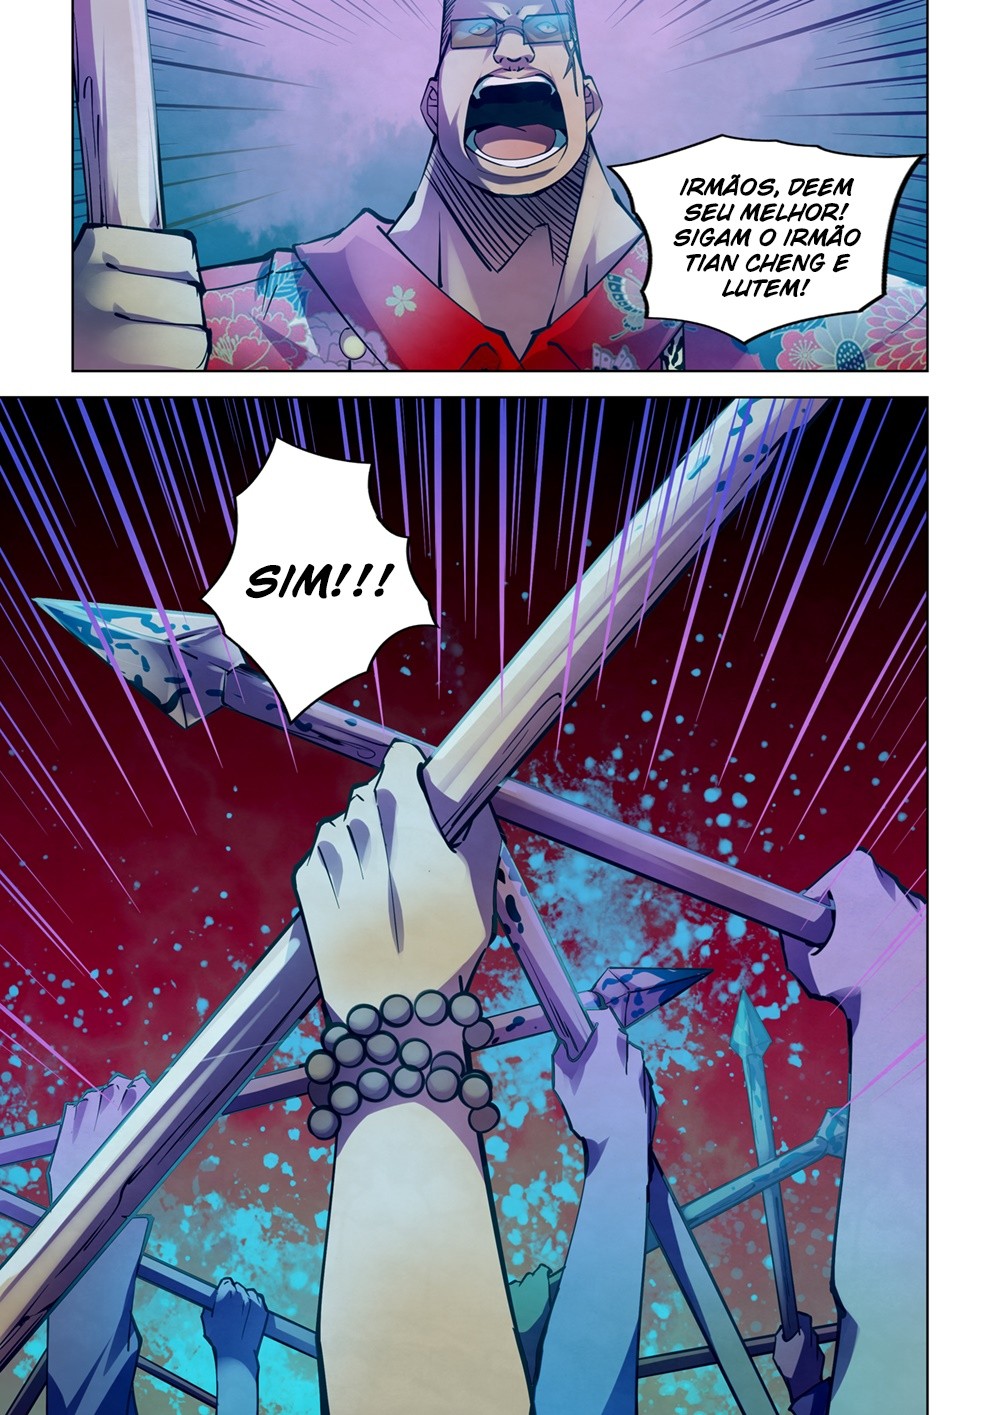 IRMÃOS, DEEM
SEU MELHOR!
SIGAM O IRMÃO
TIAN CHENG E
LUTEM!
SIM!!!